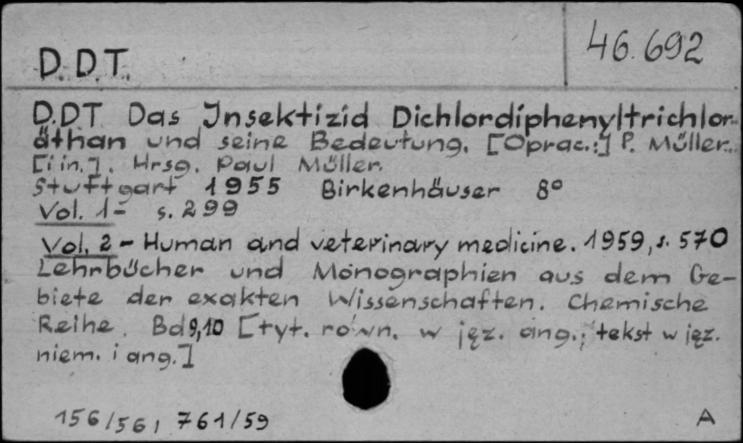 D.D.T.
46.692
D.DT Das Insektizid Dichlordiphenyltrichlor-
äthan und seine Bedeutung. [Oprac.:] P. Müller
[i in.]. Hrsg. Paul Müller.
Stuttgart 1955 Birkenhäuser 8°
Vol. 1- s. 299
Vol. 2 - Human and veterinary medicine. 1959, s. 570
Lehrbücher und Monographien aus dem Ge-
biete der exakten Wissenschaften. Chemische
Reihe. Bd 9,10 [tyt. równ. w jęz. ang.; tekst w jęz.
niem. i ang.]
156/56, 761/59
A